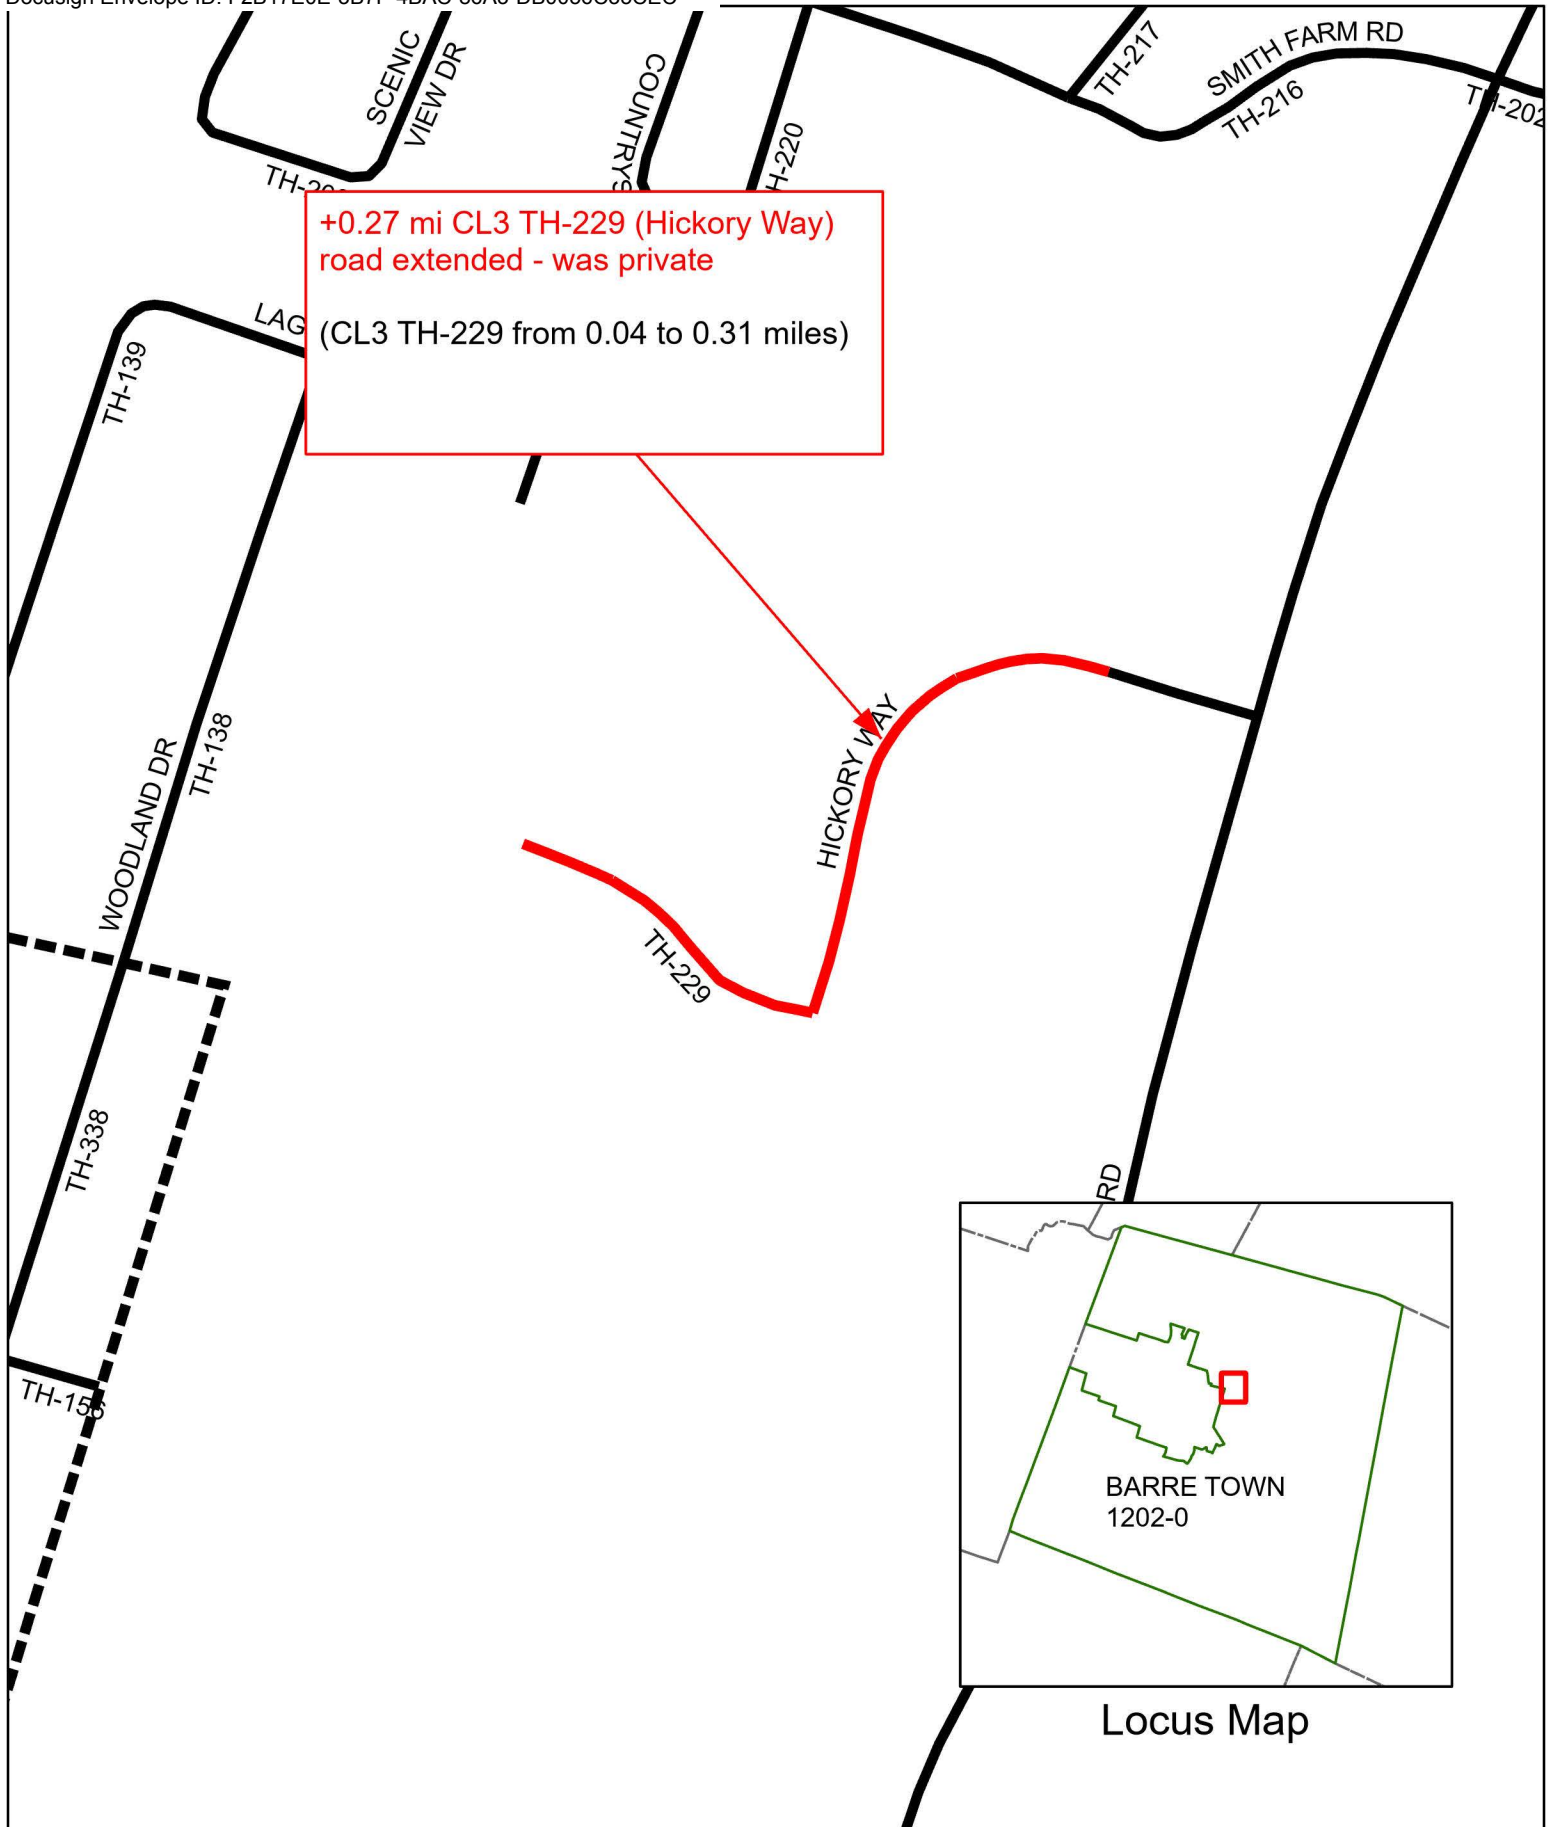 SCENIC
VIEW DR
COUNTRYS
H-220
TH-217
SMITH FARM RD
TH-216
TH-202
+0.27 mi CL3 TH-229 (Hickory Way)
road extended - was private
(CL3 TH-229 from 0.04 to 0.31 miles)
LAG
TH-139
WOODLAND DR
TH-138
HICKORY WAY
TH-229
TH-338
RD
TH-156
BARRE TOWN
1202-0
Locus Map